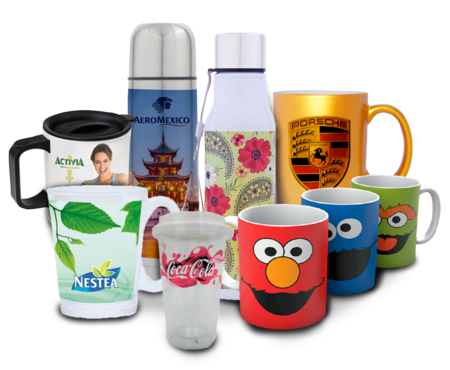 AEROMEXICO
PORSCHE
ACTIVIA
NESTEA
Coca-Cola